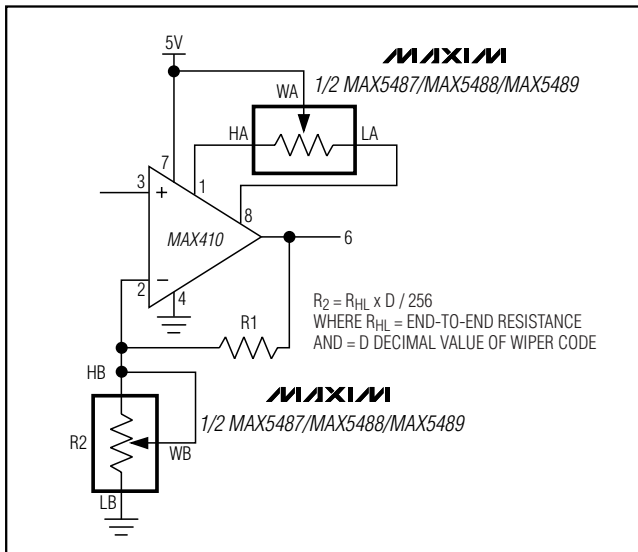 5V
MAXIM
1/2 MAX5487/MAX5488/MAX5489
WA
HA
LA
7
1
3
+
8
MAX410
6
2
−
4
R1
R2 = RHL x D / 256
WHERE RHL = END-TO-END RESISTANCE
AND = D DECIMAL VALUE OF WIPER CODE
HB
MAXIM
1/2 MAX5487/MAX5488/MAX5489
R2
WB
LB